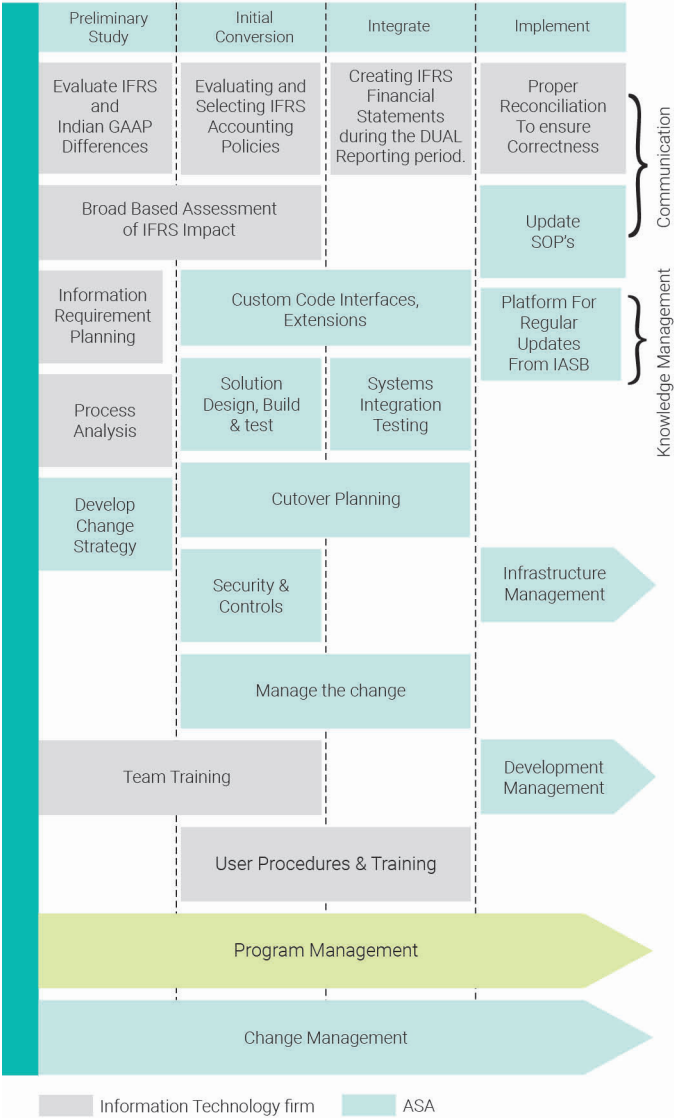 Preliminary
Study
Initial
Conversion
Integrate
Implement
Evaluate IFRS
and
Indian GAAP
Differences
Evaluating and
Selecting IFRS
Accounting
Policies
Creating IFRS
Financial
Statements
during the DUAL
Reporting period.
Proper
Reconciliation
To ensure
Correctness
Communication
Broad Based Assessment
of IFRS Impact
Update
SOP's
Information
Requirement
Planning
Custom Code Interfaces,
Extensions
Platform For
Regular
Updates
From IASB
Knowledge Management
Process
Analysis
Solution
Design, Build
& test
Systems
Integration
Testing
Develop
Change
Strategy
Cutover Planning
Security &
Controls
Infrastructure
Management
Manage the change
Team Training
Development
Management
User Procedures & Training
Program Management
Change Management
Information Technology firm
ASA